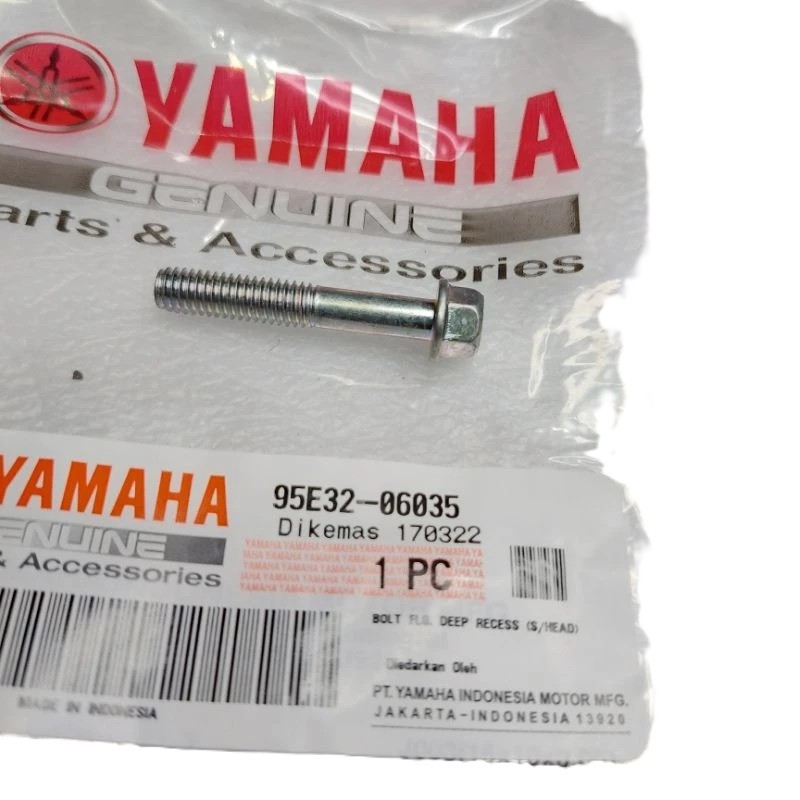 YAMAHA
GENUINE
arts & Accessories
YAMAHA
ENUINE
& Accessories
95E32-06035
Dikemas 170322
1 PC
BOLT FLG. DEEP RECESS (S/HEAD)
Diedarkan Oleh
PT. YAMAHA INDONESIA MOTOR MFG.
JAKARTA-INDONESIA 13920
MADE IN INDONESIA